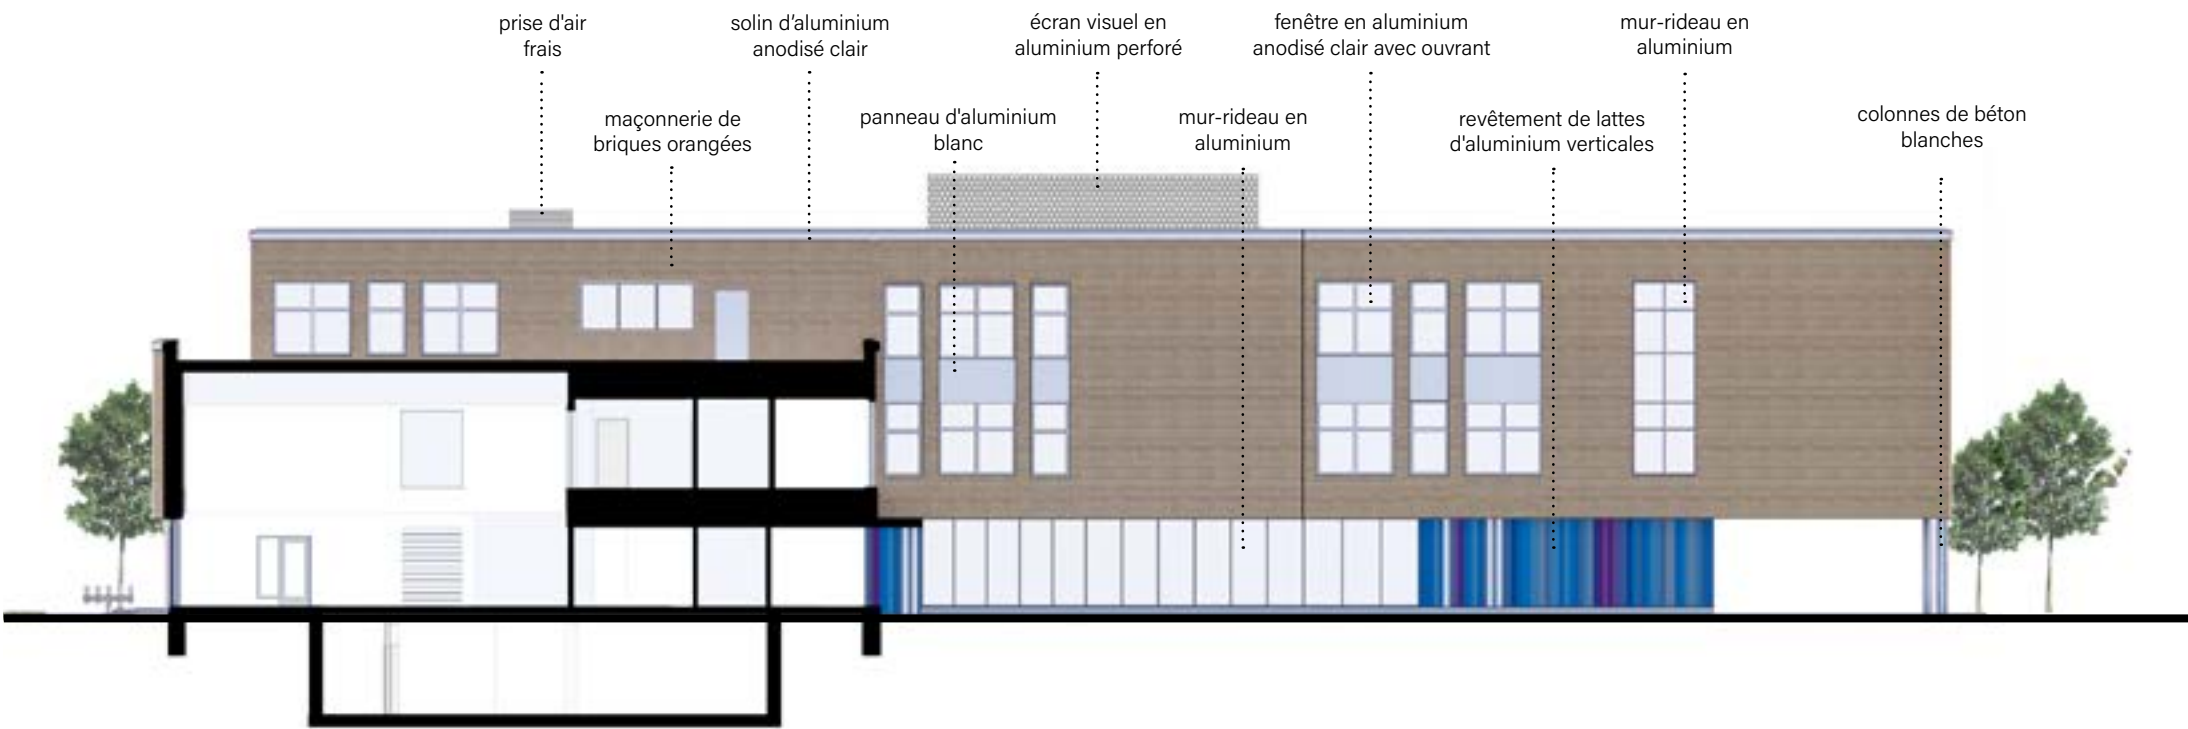 prise d'air
frais
solin d’aluminium
anodisé clair
écran visuel en
aluminium perforé
fenêtre en aluminium
anodisé clair avec ouvrant
mur-rideau en
aluminium
maçonnerie de
briques orangées
panneau d'aluminium
blanc
mur-rideau en
aluminium
revêtement de lattes
d'aluminium verticales
colonnes de béton
blanches